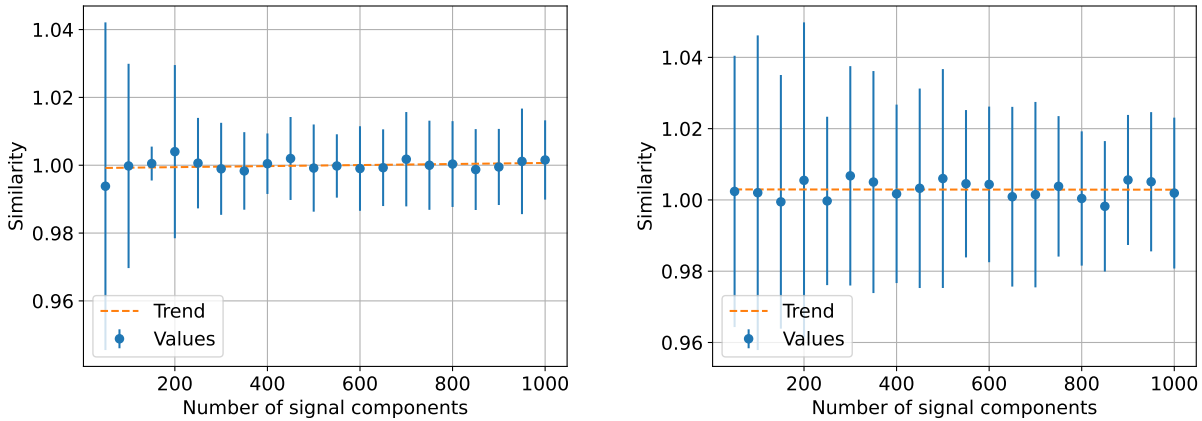 1.04
1.02
1.00
0.98
0.96
Similarity
Trend
Values
200 400 600 800 1000
Number of signal components
1.04
1.02
1.00
0.98
0.96
Similarity
Trend
Values
200 400 600 800 1000
Number of signal components